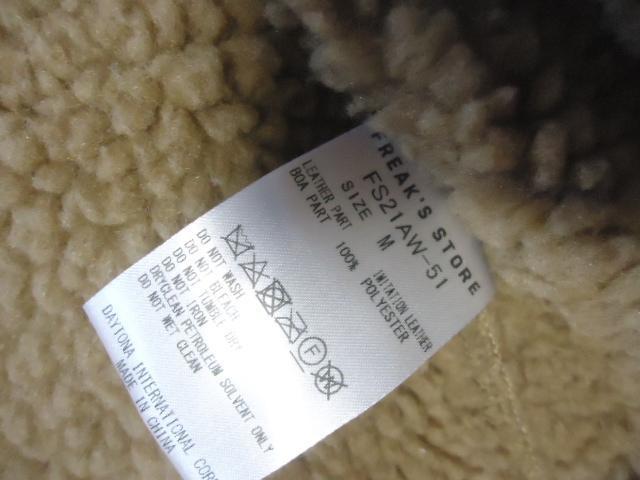 FREAK'S STORE
FS21AW-51
SIZE M
LEATHER PART IMITATION LEATHER
BOA PART 100% POLYESTER
DO NOT WASH
DO NOT BLEACH
DO NOT TUMBLE DRY
DO NOT IRON
DRYCLEAN PETROLEUM SOLVENT ONLY
DO NOT WET CLEAN
DAYTONA INTERNATIONAL
MADE IN CHINA